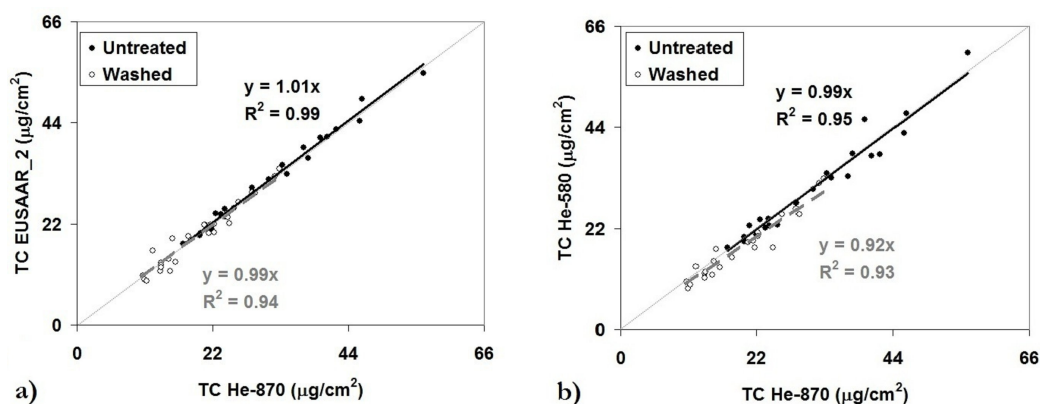 66
44
22
0
TC EUSAAR_2 (µg/cm²)
Untreated
Washed
y = 1.01x
R² = 0.99
y = 0.99x
R² = 0.94
0 22 44 66
a) TC He-870 (µg/cm²)
66
44
22
0
TC He-580 (µg/cm²)
Untreated
Washed
y = 0.99x
R² = 0.95
y = 0.92x
R² = 0.93
0 22 44 66
b) TC He-870 (µg/cm²)